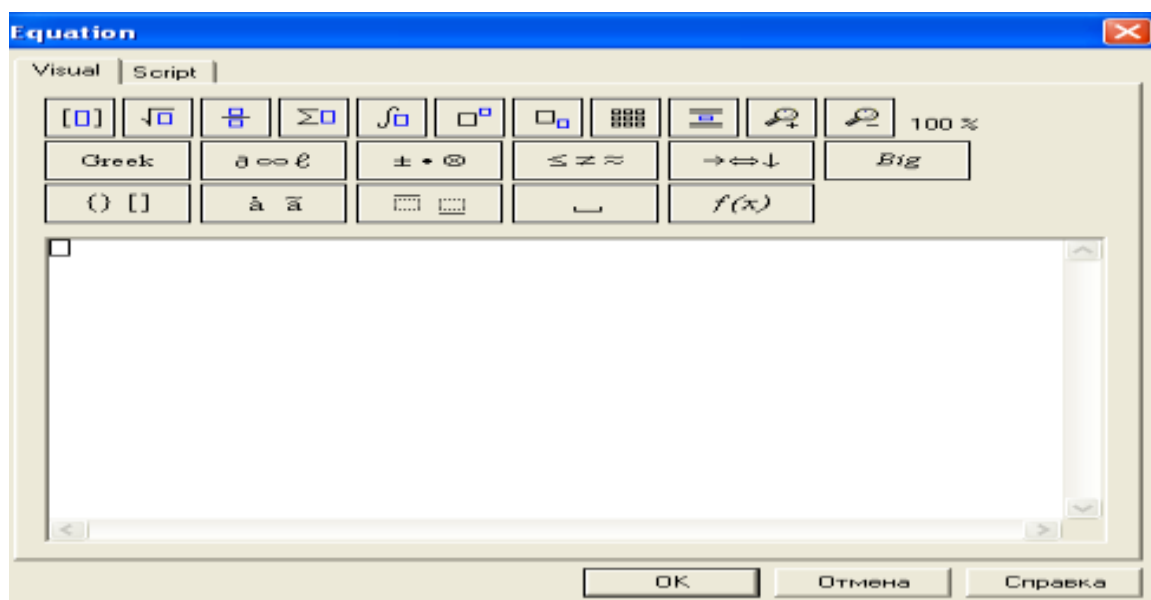 Equation
Visual Script
[□] √□ Σ□ ∫□ □□ □□ 100 %
Greek ∂ ∞ ℓ ± • ⊗ ≤ ≠ ≈ →⇔↓ Big
() [] ȧ ã f(x)
OK Отмена Справка